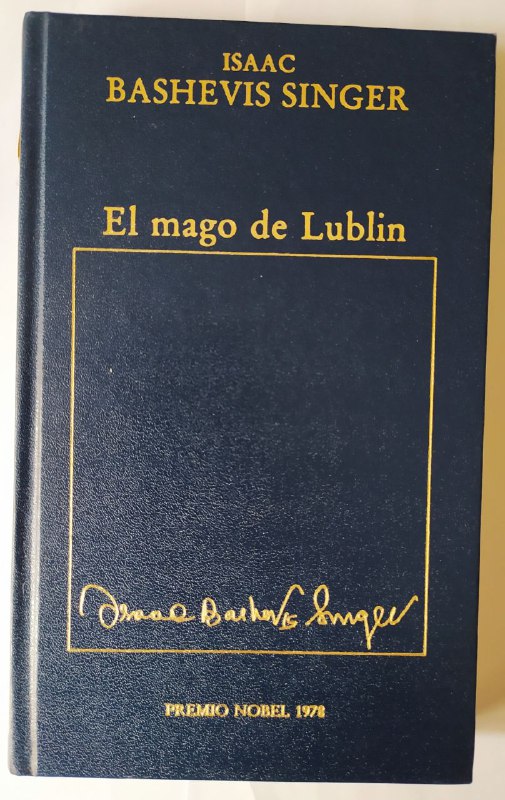 ISAAC
BASHEVIS SINGER
El mago de Lublin
Isaac Bashevis Singer
PREMIO NOBEL 1978